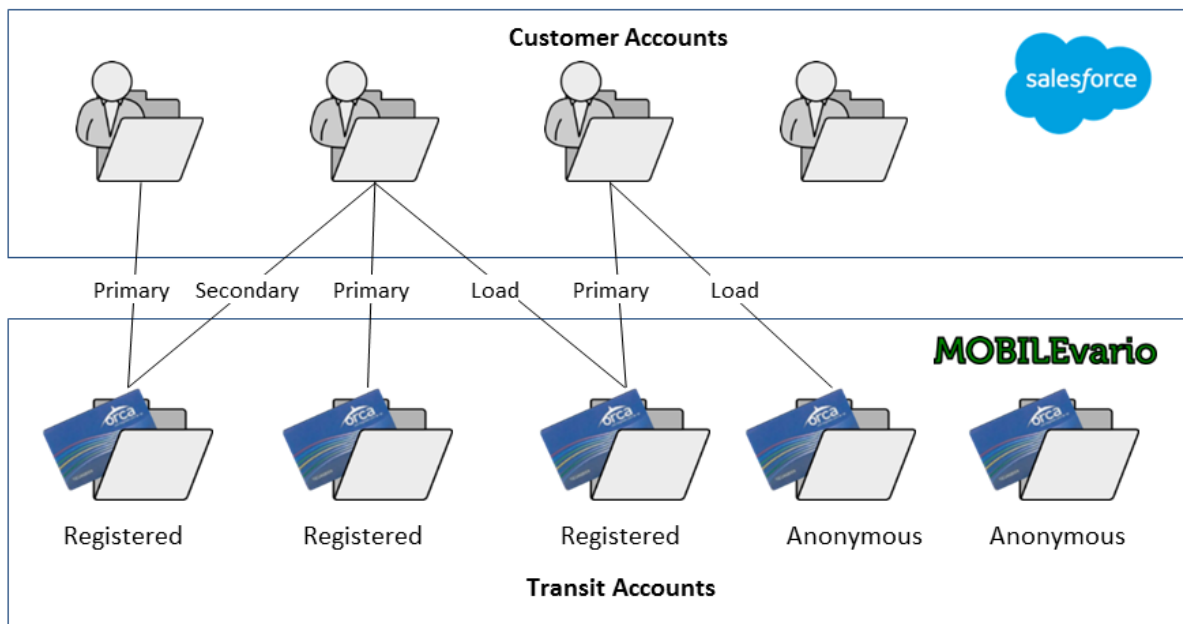 Customer Accounts
salesforce
Primary Secondary Primary Load Primary Load
MOBILEvario
orca orca orca orca orca
Registered Registered Registered Anonymous Anonymous
Transit Accounts